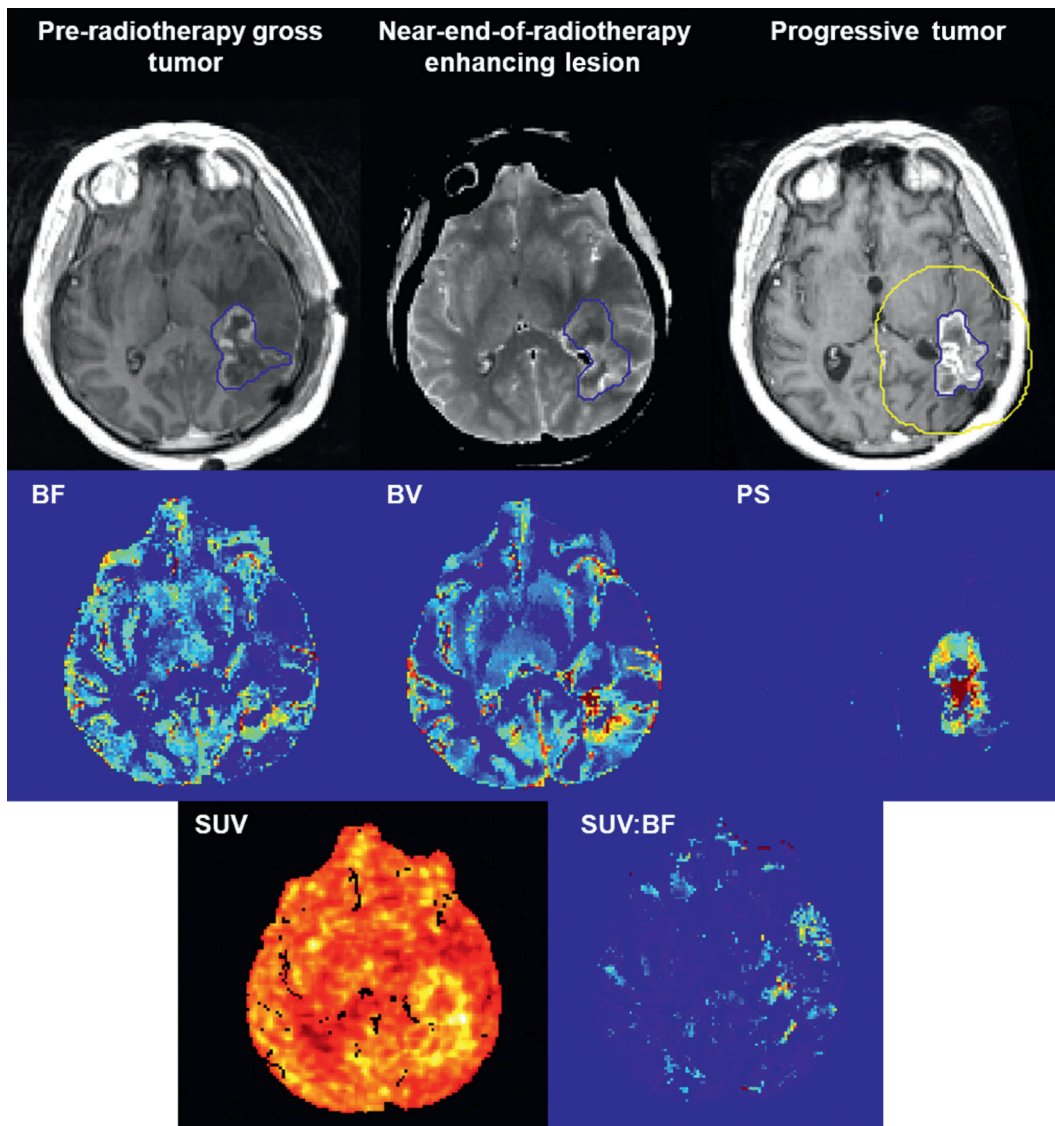 Pre-radiotherapy gross
tumor
Near-end-of-radiotherapy
enhancing lesion
Progressive tumor
BF
BV
PS
SUV
SUV:BF